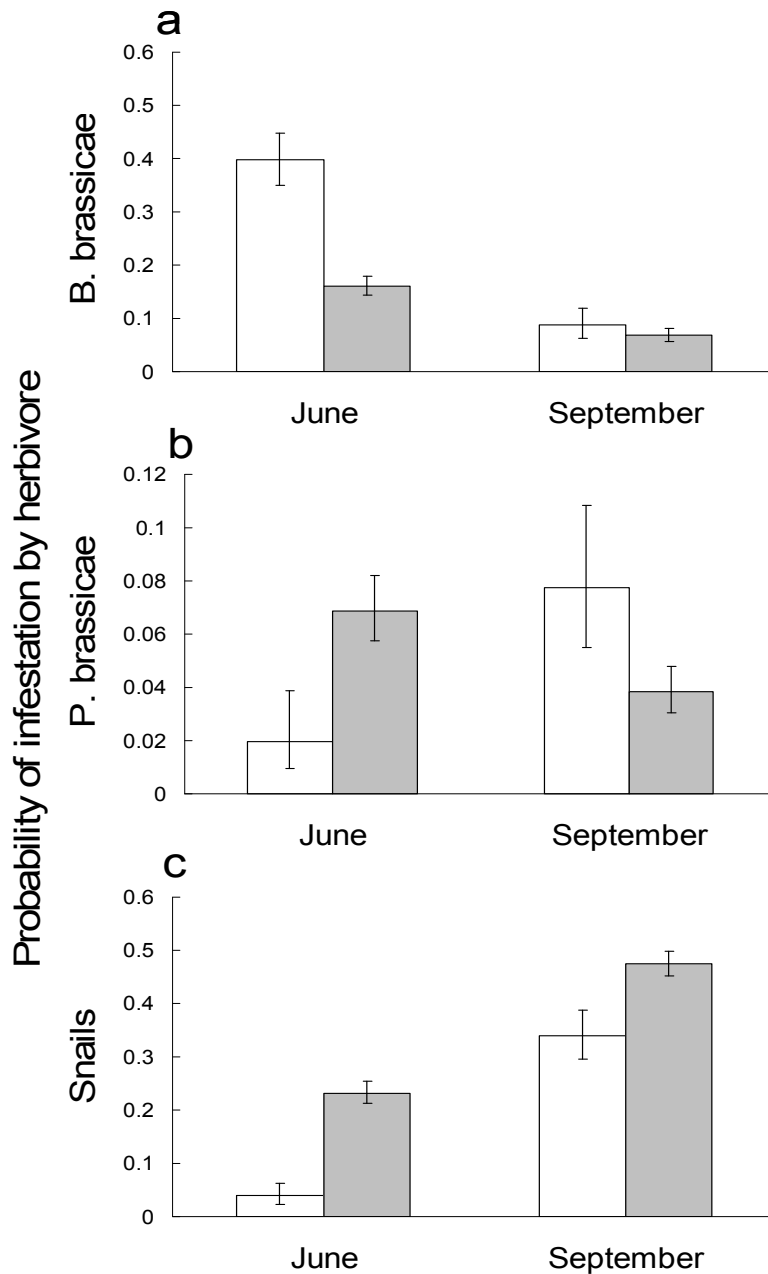 Probability of infestation by herbivore
a
B. brassicae
0.6
0.5
0.4
0.3
0.2
0.1
0
June September
b
P. brassicae
0.12
0.1
0.08
0.06
0.04
0.02
0
June September
c
Snails
0.6
0.5
0.4
0.3
0.2
0.1
0
June September